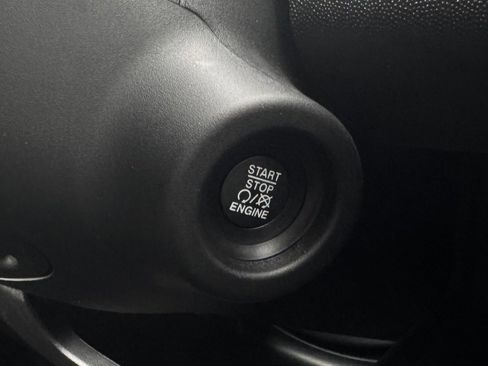 START
STOP
/
ENGINE